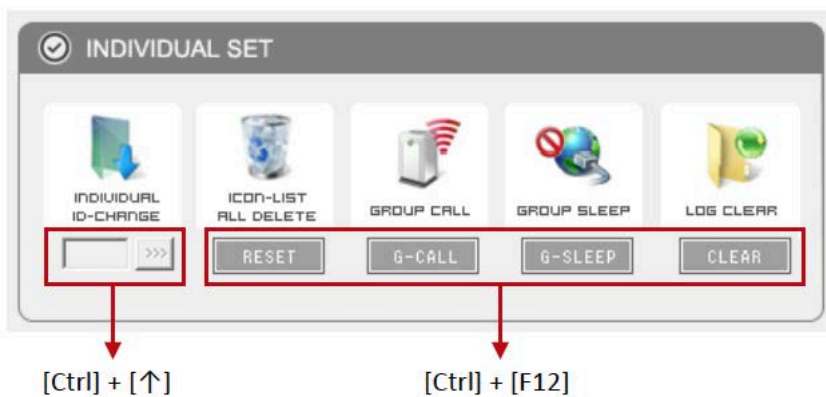 INDIVIDUAL SET
INDIVIDUAL
ID-CHANGE
ICON-LIST
ALL DELETE
GROUP CALL
GROUP SLEEP
LOG CLEAR
>>>
RESET
G-CALL
G-SLEEP
CLEAR
[Ctrl] + [↑]
[Ctrl] + [F12]